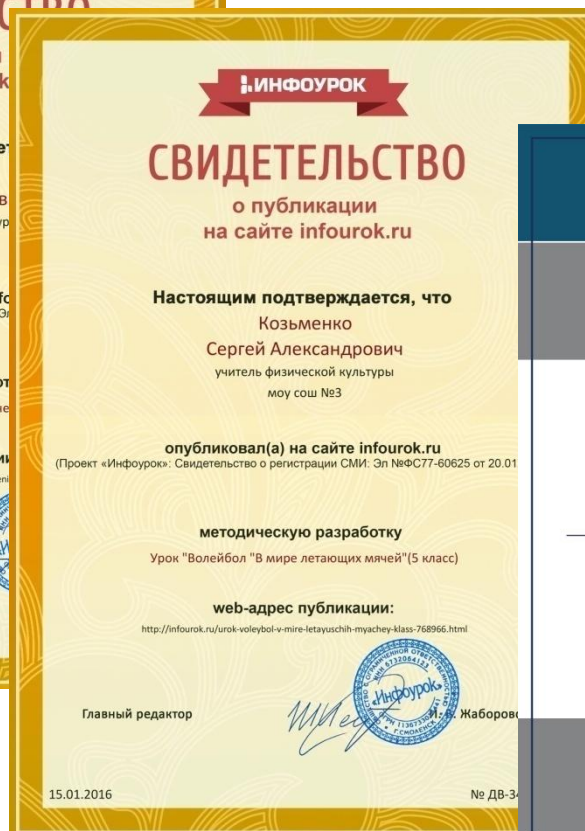 ИНФОУРОК
СВИДЕТЕЛЬСТВО
о публикации
на сайте infourok.ru
Настоящим подтверждается, что
Козьменко
Сергей Александрович
учитель физической культуры
моу сош №3
опубликовал(а) на сайте infourok.ru
(Проект «Инфоурок»: Свидетельство о регистрации СМИ: Эл №ФС77-60625 от 20.01
методическую разработку
Урок "Волейбол "В мире летающих мячей"(5 класс)
web-адрес публикации:
http://infourok.ru/urok-voleybol-v-mire-letayuschih-myachey-klass-768966.html
Главный редактор
Жаборовс
Инфоурок
15.01.2016
№ ДВ-34